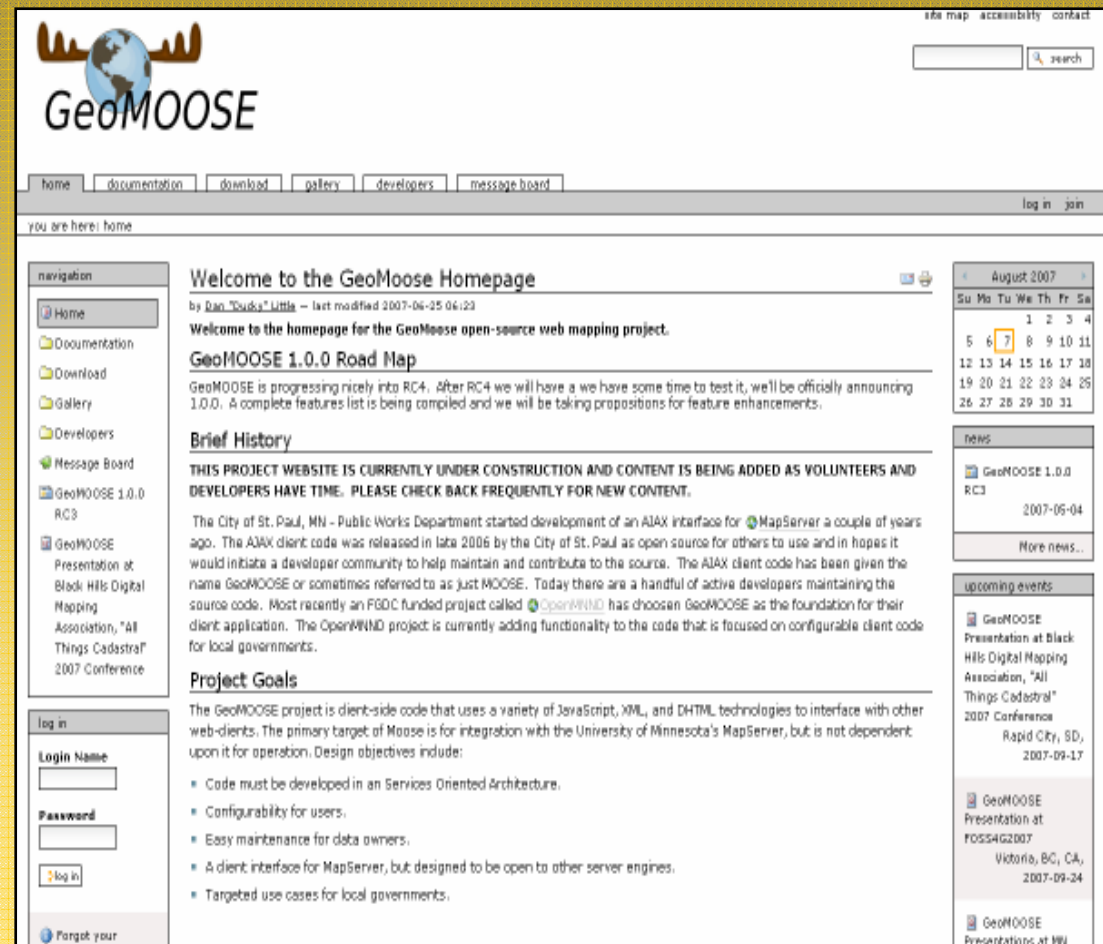 site map accessibility contact
search
GeoMOOSE
home documentation download gallery developers message board
log in join
you are here: home
navigation
Home
Documentation
Download
Gallery
Developers
Message Board
GeoMOOSE 1.0.0
RC3
GeoMOOSE
Presentation at
Black Hills Digital
Mapping
Association, "All
Things Cadastral"
2007 Conference
log in
Login Name
Password
log in
Forgot your
Welcome to the GeoMoose Homepage
by Dan "Ducky" Little — last modified 2007-06-25 06:23
Welcome to the homepage for the GeoMoose open-source web mapping project.
GeoMOOSE 1.0.0 Road Map
GeoMOOSE is progressing nicely into RC4. After RC4 we will have a we have some time to test it, we'll be officially announcing
1.0.0. A complete features list is being compiled and we will be taking propositions for feature enhancements.
Brief History
THIS PROJECT WEBSITE IS CURRENTLY UNDER CONSTRUCTION AND CONTENT IS BEING ADDED AS VOLUNTEERS AND
DEVELOPERS HAVE TIME. PLEASE CHECK BACK FREQUENTLY FOR NEW CONTENT.
The City of St. Paul, MN - Public Works Department started development of an AJAX interface for MapServer a couple of years
ago. The AJAX client code was released in late 2006 by the City of St. Paul as open source for others to use and in hopes it
would initiate a developer community to help maintain and contribute to the source. The AJAX client code has been given the
name GeoMOOSE or sometimes referred to as just MOOSE. Today there are a handful of active developers maintaining the
source code. Most recently an FGDC funded project called OpenMNND has choosen GeoMOOSE as the foundation for their
client application. The OpenMNND project is currently adding functionality to the code that is focused on configurable client code
for local governments.
Project Goals
The GeoMOOSE project is client-side code that uses a variety of JavaScript, XML, and DHTML technologies to interface with other
web-clients. The primary target of Moose is for integration with the University of Minnesota's MapServer, but is not dependent
upon it for operation. Design objectives include:
Code must be developed in an Services Oriented Architecture.
Configurability for users.
Easy maintenance for data owners.
A client interface for MapServer, but designed to be open to other server engines.
Targeted use cases for local governments.
August 2007
Su Mo Tu We Th Fr Sa
1 2 3 4
5 6 7 8 9 10 11
12 13 14 15 16 17 18
19 20 21 22 23 24 25
26 27 28 29 30 31
news
GeoMOOSE 1.0.0
RC3
2007-05-04
More news...
upcoming events
GeoMOOSE
Presentation at Black
Hills Digital Mapping
Association, "All
Things Cadastral"
2007 Conference
Rapid City, SD,
2007-09-17
GeoMOOSE
Presentation at
FOSS4G2007
Victoria, BC, CA,
2007-09-24
GeoMOOSE
Presentations at MN